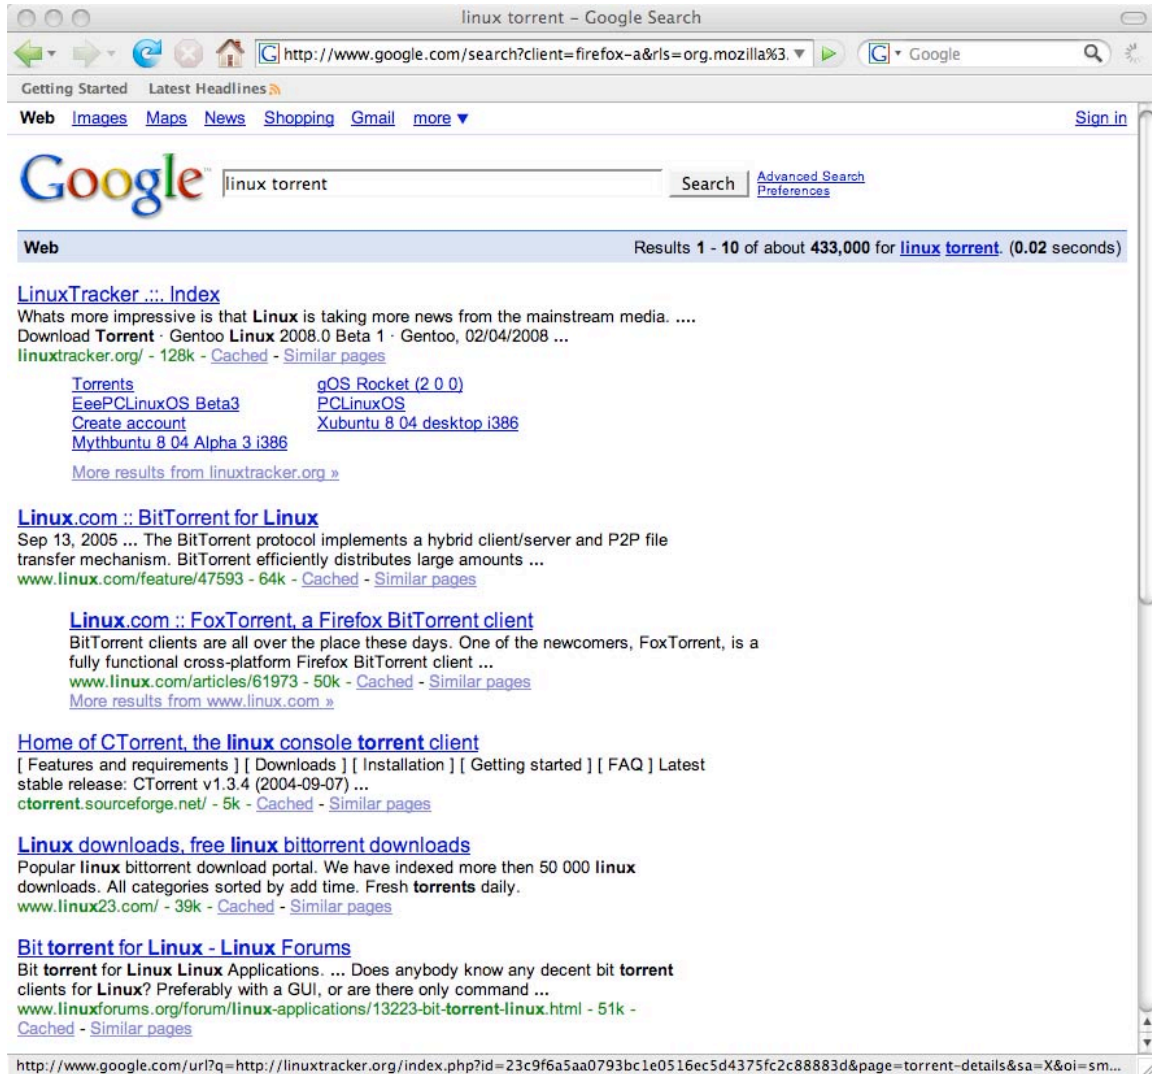 linux torrent – Google Search
http://www.google.com/search?client=firefox-a&rls=org.mozilla%3.
Google
Getting Started Latest Headlines
Web Images Maps News Shopping Gmail more ▼ Sign in
Google™ linux torrent Search Advanced Search
Preferences
Web Results 1 - 10 of about 433,000 for linux torrent. (0.02 seconds)
LinuxTracker .::. Index
Whats more impressive is that Linux is taking more news from the mainstream media. ....
Download Torrent · Gentoo Linux 2008.0 Beta 1 · Gentoo, 02/04/2008 ...
linuxtracker.org/ - 128k - Cached - Similar pages
Torrents gOS Rocket (2 0 0)
EeePCLinuxOS Beta3 PCLinuxOS
Create account Xubuntu 8 04 desktop i386
Mythbuntu 8 04 Alpha 3 i386
More results from linuxtracker.org »
Linux.com :: BitTorrent for Linux
Sep 13, 2005 ... The BitTorrent protocol implements a hybrid client/server and P2P file
transfer mechanism. BitTorrent efficiently distributes large amounts ...
www.linux.com/feature/47593 - 64k - Cached - Similar pages
Linux.com :: FoxTorrent, a Firefox BitTorrent client
BitTorrent clients are all over the place these days. One of the newcomers, FoxTorrent, is a
fully functional cross-platform Firefox BitTorrent client ...
www.linux.com/articles/61973 - 50k - Cached - Similar pages
More results from www.linux.com »
Home of CTorrent, the linux console torrent client
[ Features and requirements ] [ Downloads ] [ Installation ] [ Getting started ] [ FAQ ] Latest
stable release: CTorrent v1.3.4 (2004-09-07) ...
ctorrent.sourceforge.net/ - 5k - Cached - Similar pages
Linux downloads, free linux bittorrent downloads
Popular linux bittorrent download portal. We have indexed more then 50 000 linux
downloads. All categories sorted by add time. Fresh torrents daily.
www.linux23.com/ - 39k - Cached - Similar pages
Bit torrent for Linux - Linux Forums
Bit torrent for Linux Linux Applications. ... Does anybody know any decent bit torrent
clients for Linux? Preferably with a GUI, or are there only command ...
www.linuxforums.org/forum/linux-applications/13223-bit-torrent-linux.html - 51k -
Cached - Similar pages
http://www.google.com/url?q=http://linuxtracker.org/index.php?id=23c9f6a5aa0793bc1e0516ec5d4375fc2c88883d&page=torrent-details&sa=X&oi=sm...